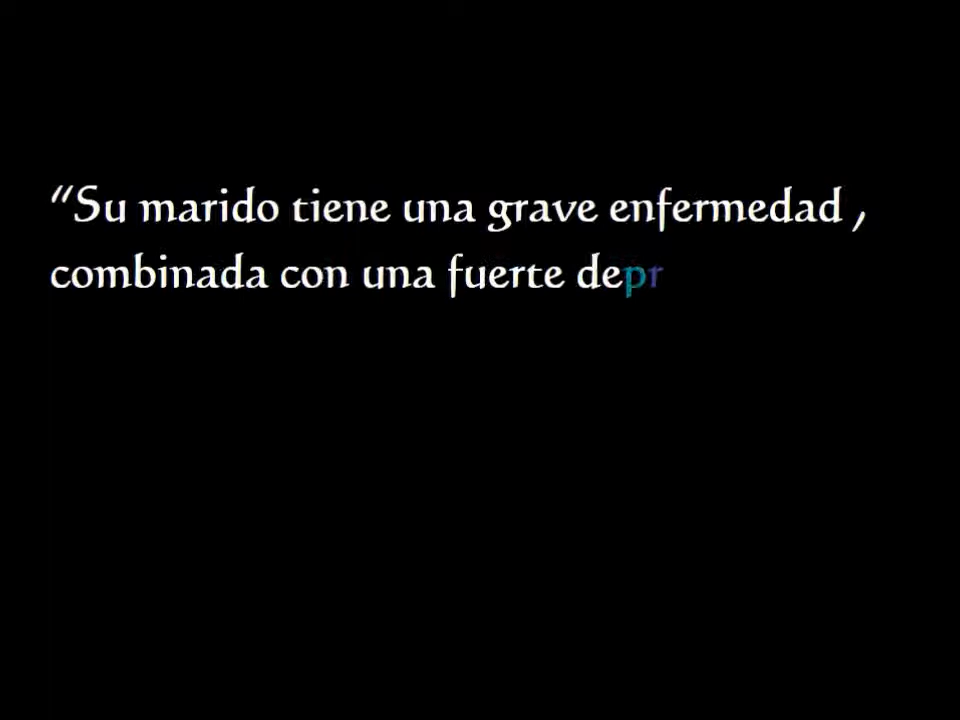 “Su marido tiene una grave enfermedad ,
combinada con una fuerte depr